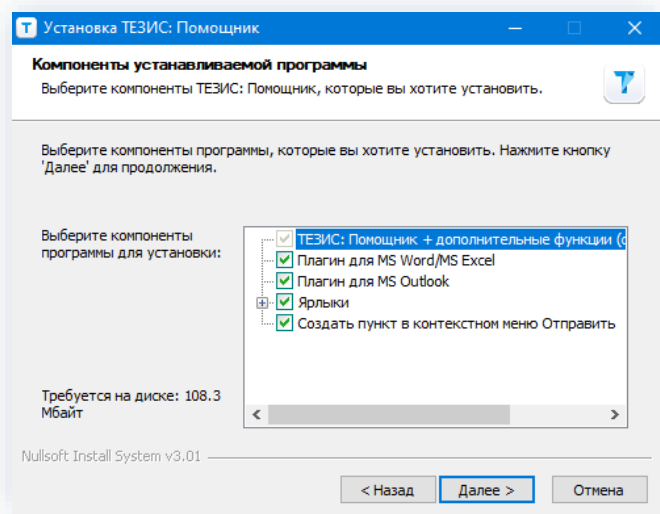 Установка ТЕЗИС: Помощник
Компоненты устанавливаемой программы
Выберите компоненты ТЕЗИС: Помощник, которые вы хотите установить.
Выберите компоненты программы, которые вы хотите установить. Нажмите кнопку
'Далее' для продолжения.
Выберите компоненты
программы для установки:
ТЕЗИС: Помощник + дополнительные функции (о
Плагин для MS Word/MS Excel
Плагин для MS Outlook
Ярлыки
Создать пункт в контекстном меню Отправить
Требуется на диске: 108.3
Мбайт
Nullsoft Install System v3.01
< Назад
Далее >
Отмена